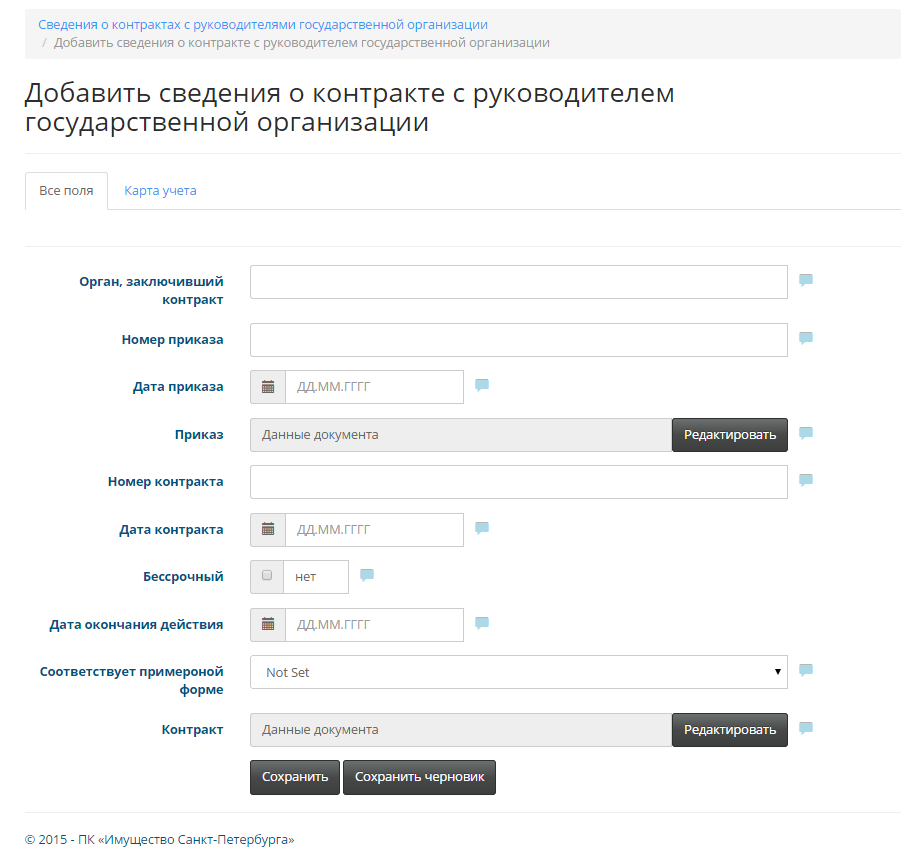 Сведения о контрактах с руководителями государственной организации
/ Добавить сведения о контракте с руководителем государственной организации
Добавить сведения о контракте с руководителем
государственной организации
Все поля
Карта учета
Орган, заключивший
контракт
Номер приказа
Дата приказа
ДД.ММ.ГГГГ
Приказ
Данные документа
Редактировать
Номер контракта
Дата контракта
ДД.ММ.ГГГГ
Бессрочный
нет
Дата окончания действия
ДД.ММ.ГГГГ
Соответствует примероной
форме
Not Set
Контракт
Данные документа
Редактировать
Сохранить
Сохранить черновик
© 2015 - ПК «Имущество Санкт-Петербурга»